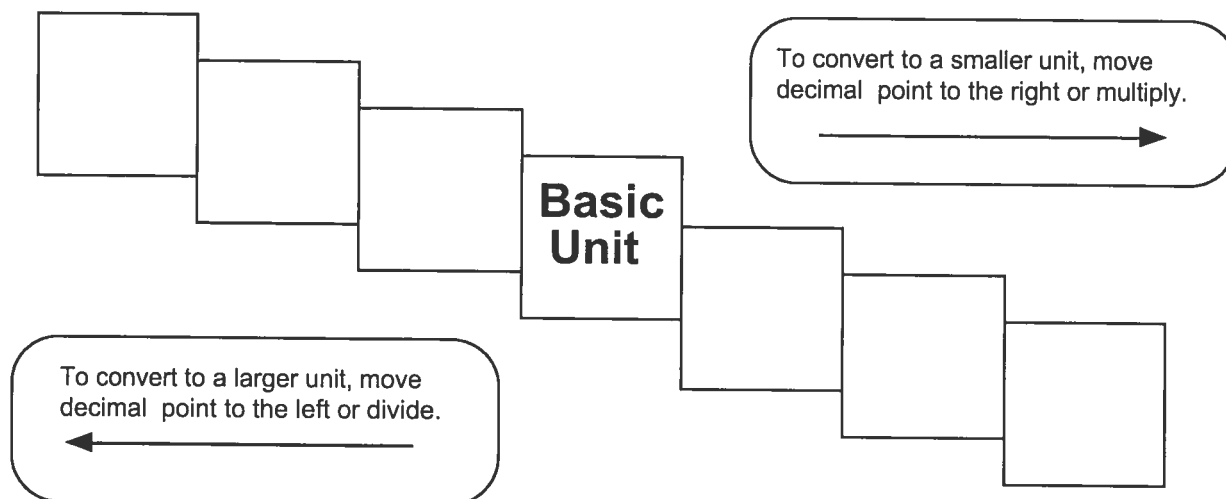 To convert to a smaller unit, move
decimal point to the right or multiply.
Basic
Unit
To convert to a larger unit, move
decimal point to the left or divide.